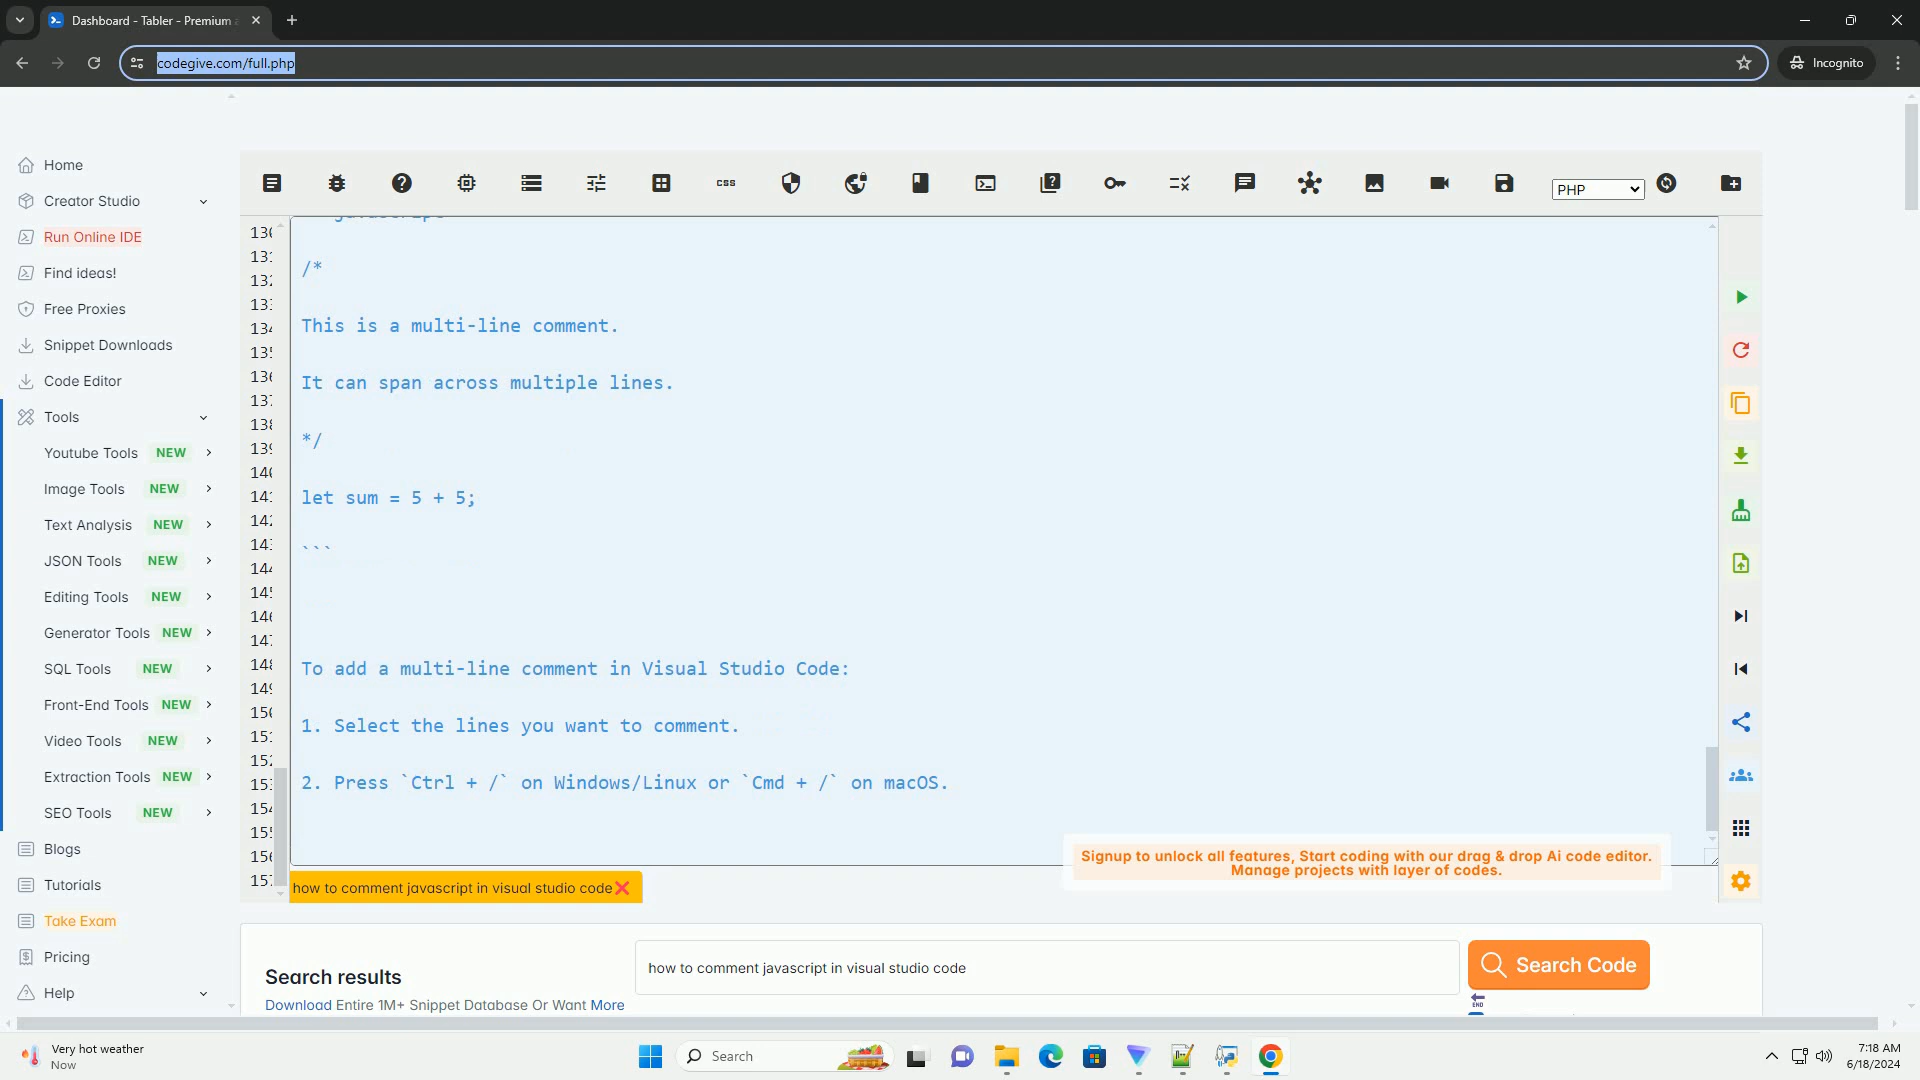 Dashboard - Tabler - Premium
codegive.com/full.php
Incognito
Home
Creator Studio
Run Online IDE
Find ideas!
Free Proxies
Snippet Downloads
Code Editor
Tools
Youtube Tools NEW
Image Tools NEW
Text Analysis NEW
JSON Tools NEW
Editing Tools NEW
Generator Tools NEW
SQL Tools NEW
Front-End Tools NEW
Video Tools NEW
Extraction Tools NEW
SEO Tools NEW
Blogs
Tutorials
Take Exam
Pricing
Help
css
PHP
/*
This is a multi-line comment.
It can span across multiple lines.
*/
let sum = 5 + 5;
```
To add a multi-line comment in Visual Studio Code:
1. Select the lines you want to comment.
2. Press `Ctrl + /` on Windows/Linux or `Cmd + /` on macOS.
Signup to unlock all features, Start coding with our drag & drop Ai code editor.
Manage projects with layer of codes.
how to comment javascript in visual studio code
Search results
Download Entire 1M+ Snippet Database Or Want More
how to comment javascript in visual studio code
Search Code
END
Very hot weather
Now
Search
7:18 AM
6/18/2024